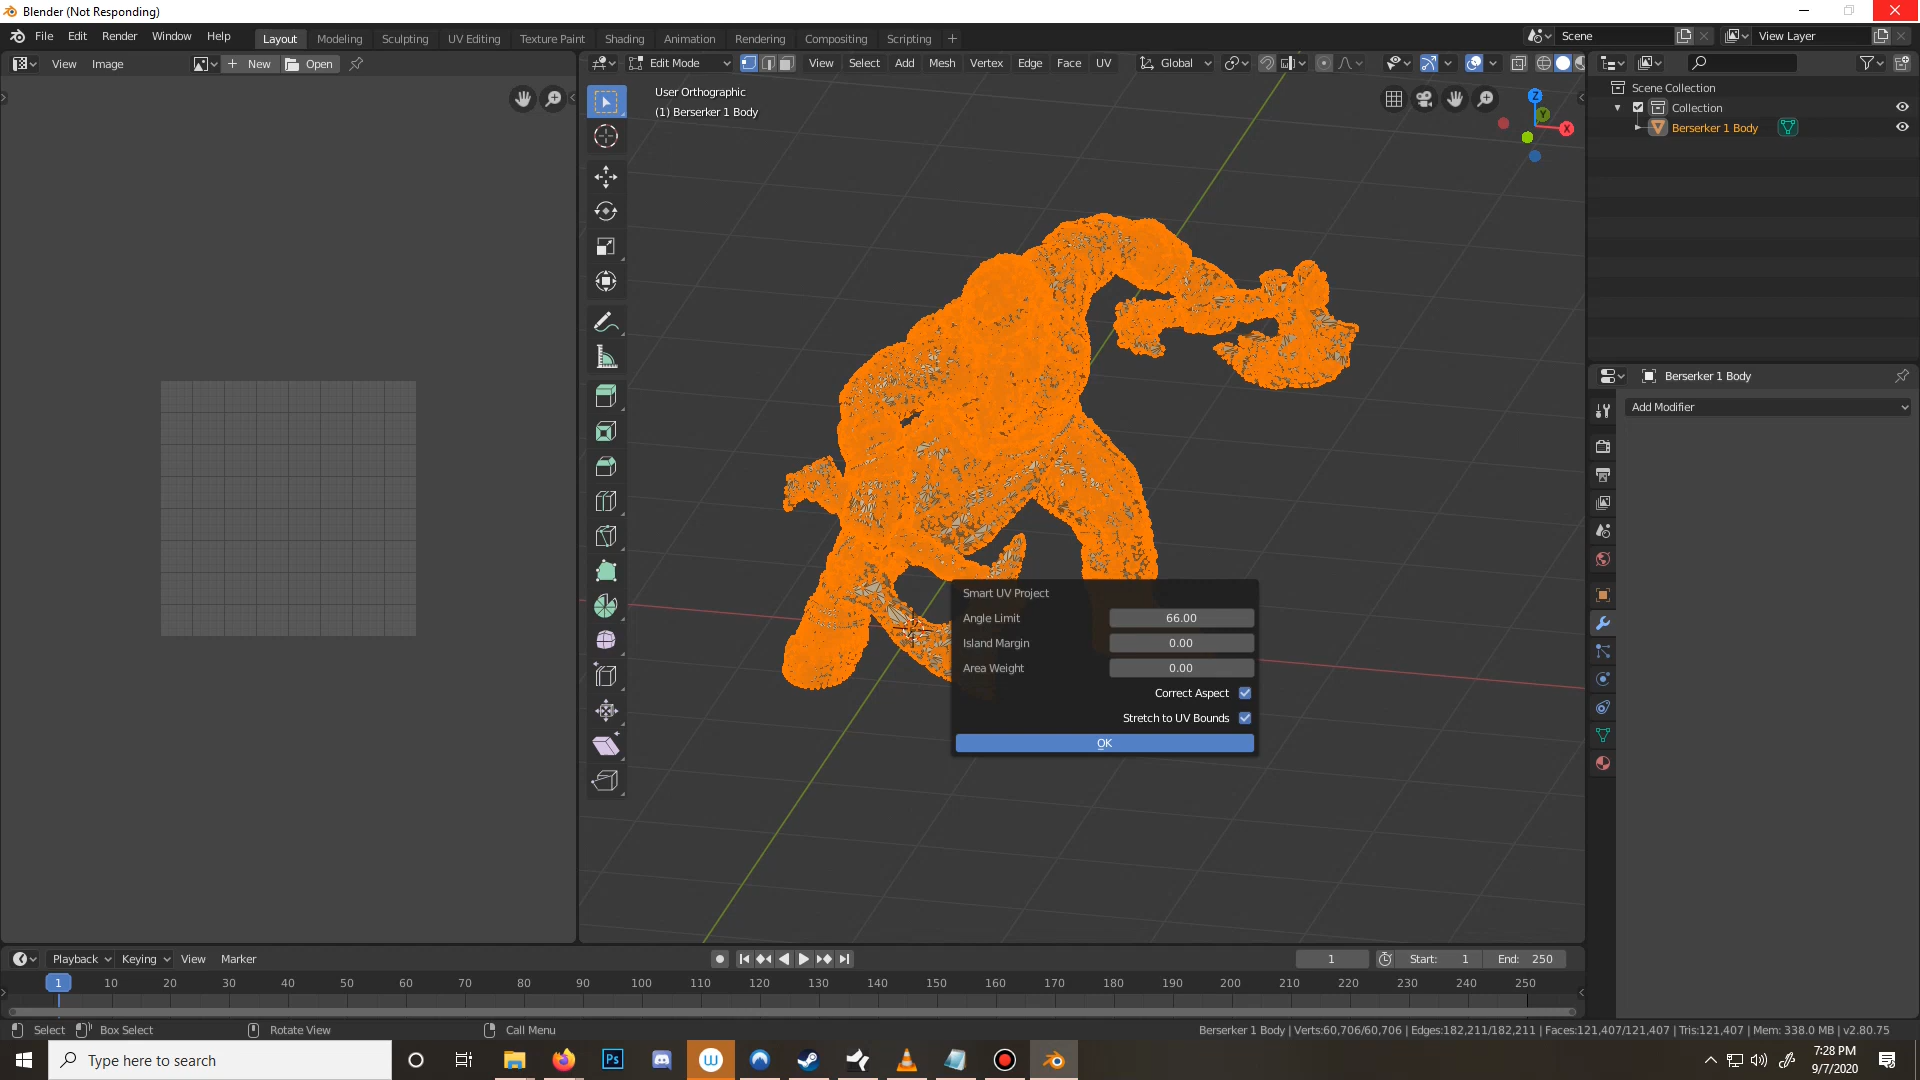 Blender (Not Responding)
File Edit Render Window Help
Layout Modeling Sculpting UV Editing Texture Paint Shading Animation Rendering Compositing Scripting +
Scene
View Layer
View Image
New
Open
Edit Mode
View Select Add Mesh Vertex Edge Face UV
Global
User Orthographic
(1) Berserker 1 Body
Z
Y
X
Scene Collection
Collection
Berserker 1 Body
Berserker 1 Body
Add Modifier
Smart UV Project
Angle Limit 66.00
Island Margin 0.00
Area Weight 0.00
Correct Aspect
Stretch to UV Bounds
OK
Playback Keying View Marker
1
Start: 1
End: 250
1 10 20 30 40 50 60 70 80 90 100 110 120 130 140 150 160 170 180 190 200 210 220 230 240 250
Select Box Select Rotate View Call Menu
Berserker 1 Body | Verts:60,706/60,706 | Edges:182,211/182,211 | Faces:121,407/121,407 | Tris:121,407 | Mem: 338.0 MB | v2.80.75
Type here to search
Ps
W
7:28 PM
9/7/2020